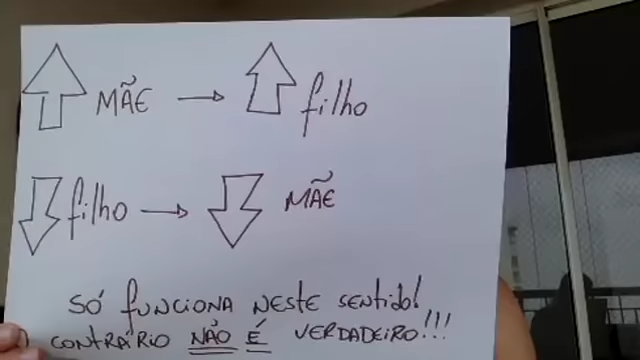 MÃE → filho
filho → MÃE
SÓ FUNCIONA NESTE SENTIDO!
CONTRÁRIO NÃO É VERDADEIRO!!!